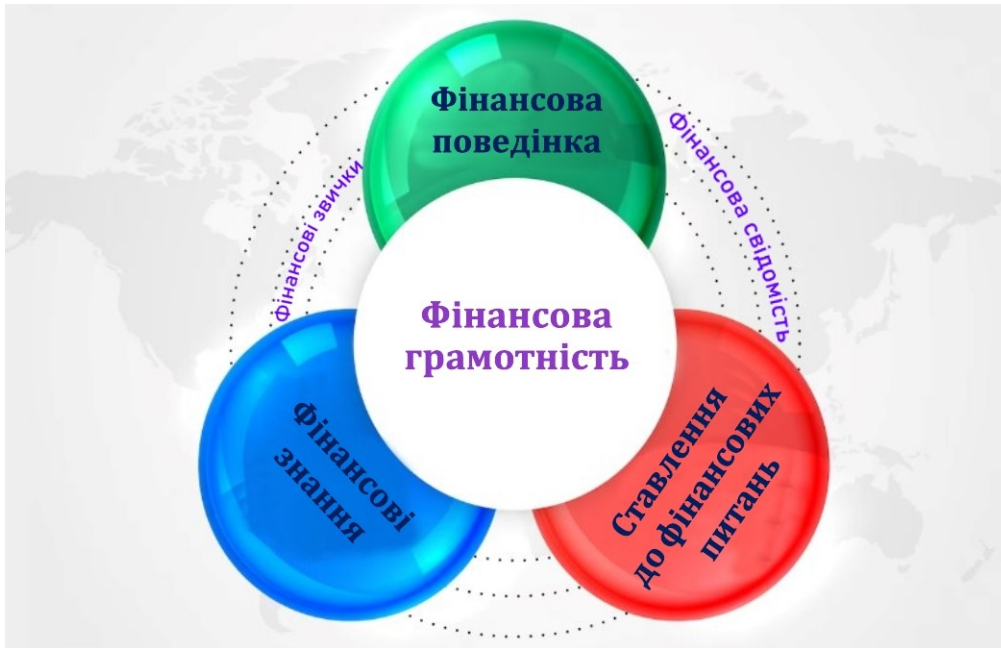 Фінансова
поведінка
Фінансові звички
Фінансова свідомість
Фінансова
грамотність
Фінансові
знання
Ставлення
до фінансових
питань